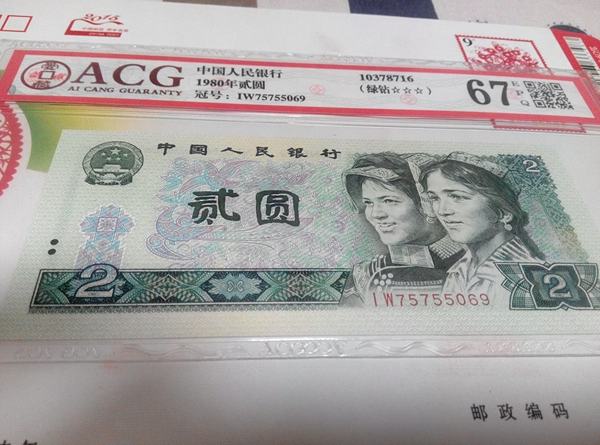 2015
9
ACG
AI CANG GUARANTY
中国人民银行
1980年贰圆
冠号：IW75755069
10378716
(绿钻☆☆☆)
67
E
P
Q
中国人民银行
2
贰圆
2
IW75755069
2
邮政编码